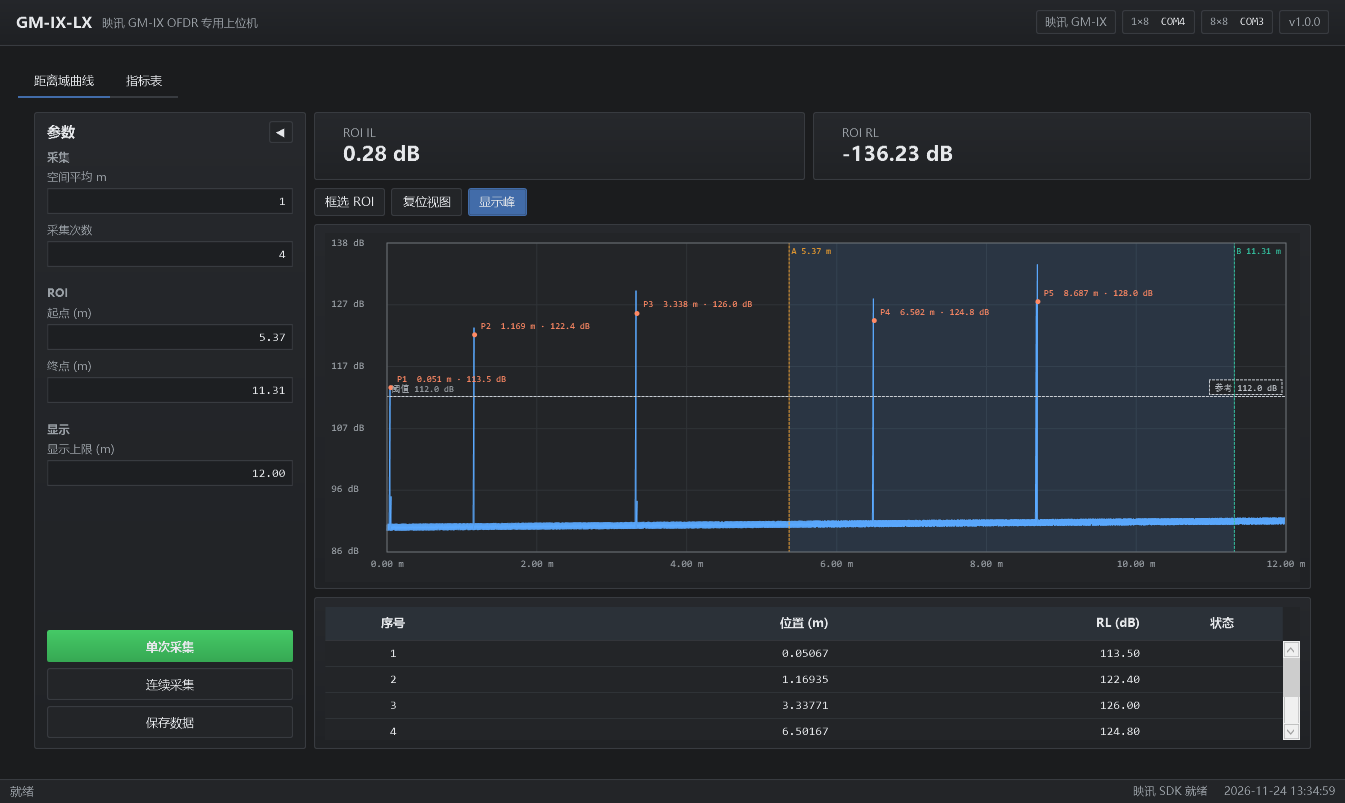 GM-IX-LX 映讯 GM-IX OFDR 专用上位机
映讯 GM-IX 1×8 COM4 8×8 COM3 v1.0.0
距离域曲线 指标表
参数 ◀
采集
空间平均 m
1
采集次数
4
ROI
起点 (m)
5.37
终点 (m)
11.31
显示
显示上限 (m)
12.00
单次采集
连续采集
保存数据
ROI IL
0.28 dB
ROI RL
-136.23 dB
框选 ROI 复位视图 显示峰
138 dB
127 dB
117 dB
107 dB
96 dB
86 dB
A 5.37 m
B 11.31 m
P5 8.687 m · 128.0 dB
P3 3.338 m · 126.0 dB
P4 6.502 m · 124.8 dB
P2 1.169 m · 122.4 dB
P1 0.051 m · 113.5 dB
阈值 112.0 dB
参考 112.0 dB
0.00 m 2.00 m 4.00 m 6.00 m 8.00 m 10.00 m 12.00 m
序号 位置 (m) RL (dB) 状态
1 0.05067 113.50
2 1.16935 122.40
3 3.33771 126.00
4 6.50167 124.80
就绪 映讯 SDK 就绪 2026-11-24 13:34:59